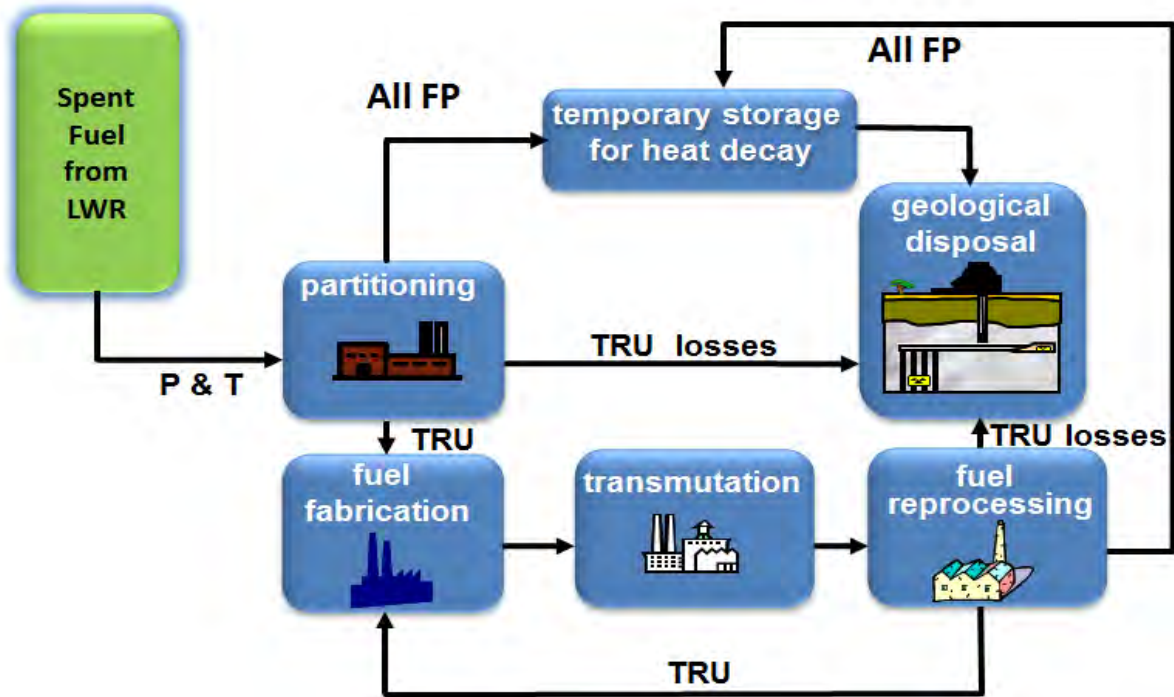 Spent
Fuel
from
LWR
All FP
All FP
temporary storage
for heat decay
geological
disposal
partitioning
TRU losses
P & T
TRU
TRU losses
fuel
fabrication
transmutation
fuel
reprocessing
TRU